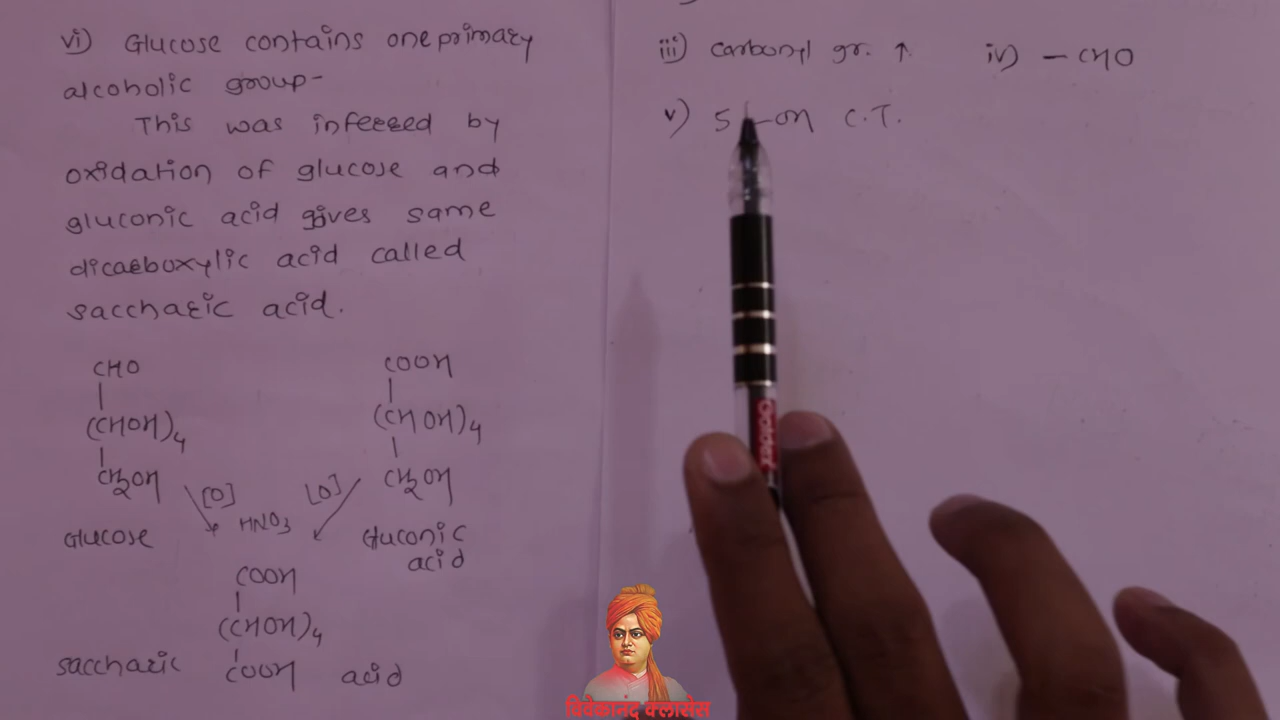 vi) Glucose contains one primary
alcoholic group-
This was inferred by
oxidation of glucose and
gluconic acid gives same
dicarboxylic acid called
saccharic acid.
CHO
(CHOH)4
CH2OH
Glucose
[O]
HNO3
[O]
COOH
(CHOH)4
CH2OH
Gluconic
acid
COOH
(CHOH)4
COOH
saccharic acid
iii) carbonyl gr. ↑
iv) – CHO
v) 5 –OH C.T.
विवेकानंद क्लासेस